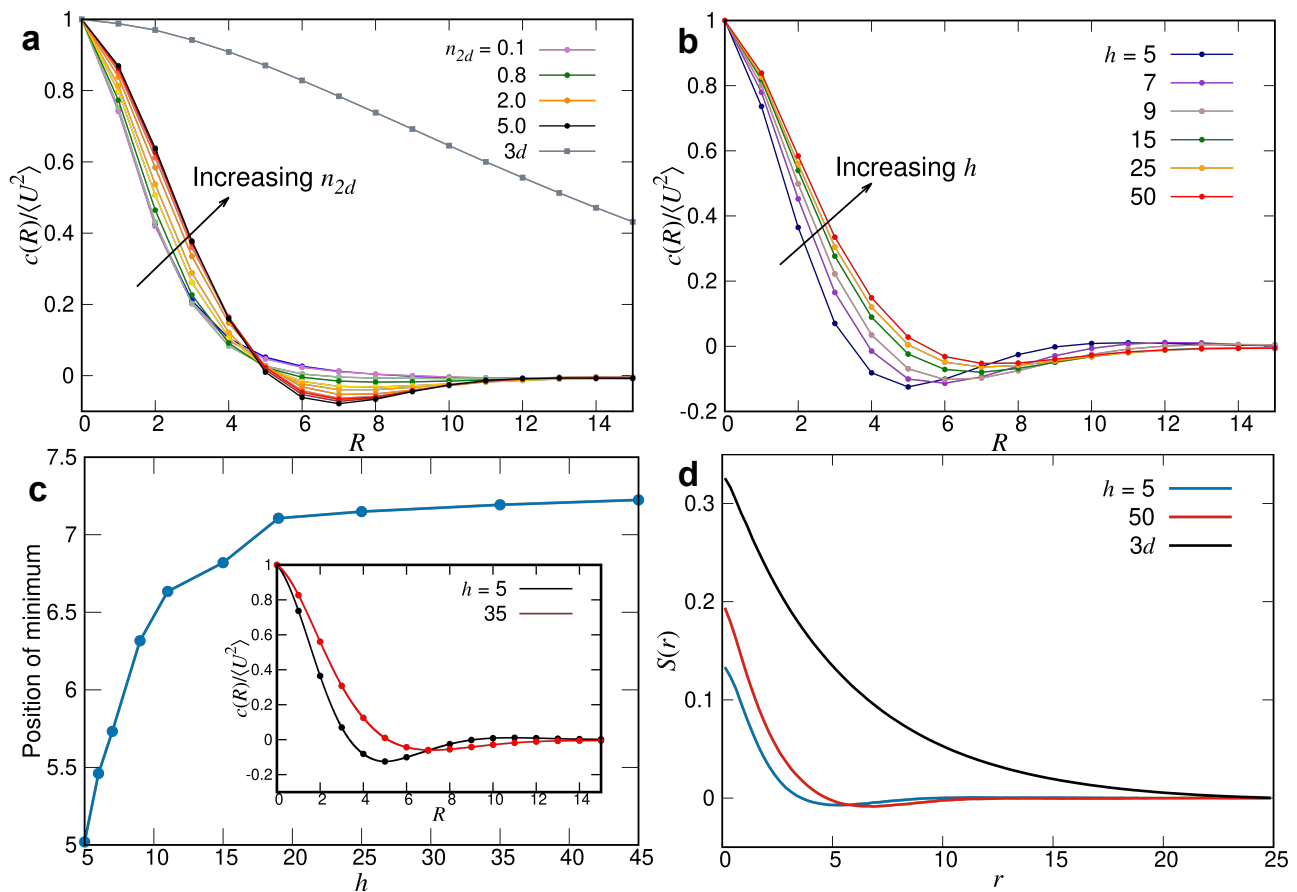 a
n2d = 0.1
0.8
2.0
5.0
3d
Increasing n2d
c(R)/⟨U²⟩
1
0.8
0.6
0.4
0.2
0
0 2 4 6 8 10 12 14
R
b
h = 5
7
9
15
25
50
Increasing h
c(R)/⟨U²⟩
1
0.8
0.6
0.4
0.2
0
-0.2
0 2 4 6 8 10 12 14
R
c
Position of minimum
7.5
7
6.5
6
5.5
5
5 10 15 20 25 30 35 40 45
h
h = 5
35
c(R)/⟨U²⟩
1
0.8
0.6
0.4
0.2
0
-0.2
0 2 4 6 8 10 12 14
R
d
h = 5
50
3d
S(r)
0.3
0.2
0.1
0
0 5 10 15 20 25
r